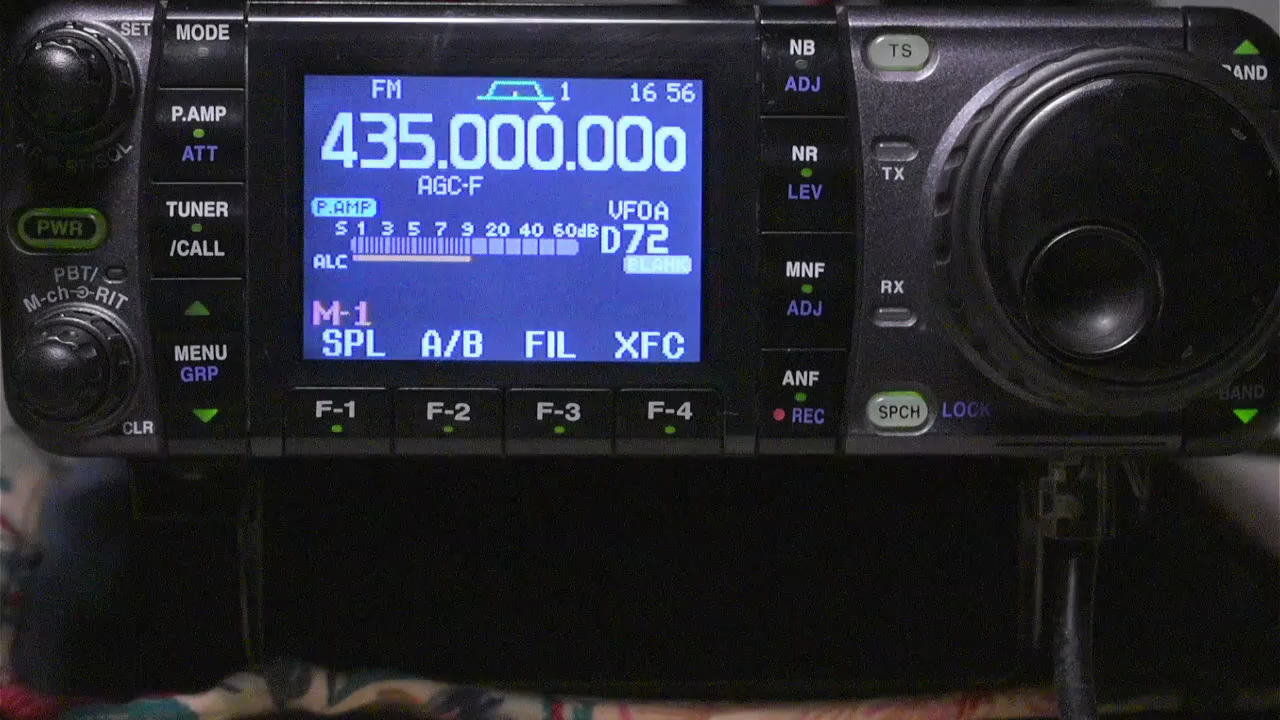 SET
MODE
P.AMP
ATT
TUNER
/CALL
PWR
PBT/
M-ch RIT
MENU
GRP
CLR
FM 1 16 56
435.000.000
AGC-F
P.AMP
VFOA
S 1 3 5 7 9 20 40 60dB
D72
ALC
BLANK
M-1
SPL A/B FIL XFC
F-1 F-2 F-3 F-4
NB
ADJ
NR
LEV
MNF
ADJ
ANF
REC
TS
TX
RX
SPCH LOCK
BAND
BAND